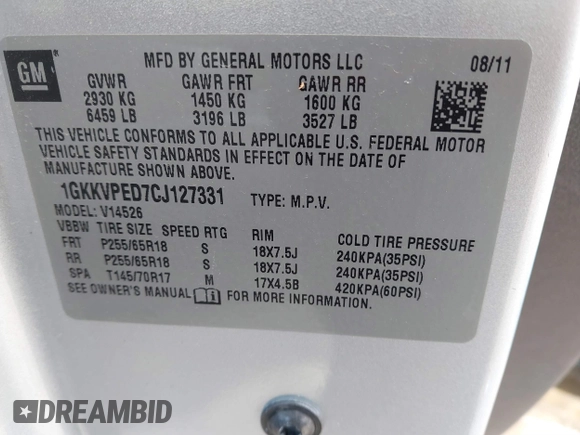 GM
MFD BY GENERAL MOTORS LLC 08/11
GVWR GAWR FRT GAWR RR
2930 KG 1450 KG 1600 KG
6459 LB 3196 LB 3527 LB
THIS VEHICLE CONFORMS TO ALL APPLICABLE U.S. FEDERAL MOTOR
VEHICLE SAFETY STANDARDS IN EFFECT ON THE DATE OF
MANUFACTURE SHOWN ABOVE.
1GKKVPED7CJ127331 TYPE: M.P.V.
MODEL: V14526
VBBW TIRE SIZE SPEED RTG RIM COLD TIRE PRESSURE
FRT P255/65R18 S 18X7.5J 240KPA(35PSI)
RR P255/65R18 S 18X7.5J 240KPA(35PSI)
SPA T145/70R17 M 17X4.5B 420KPA(60PSI)
SEE OWNER'S MANUAL FOR MORE INFORMATION.
DREAMBID